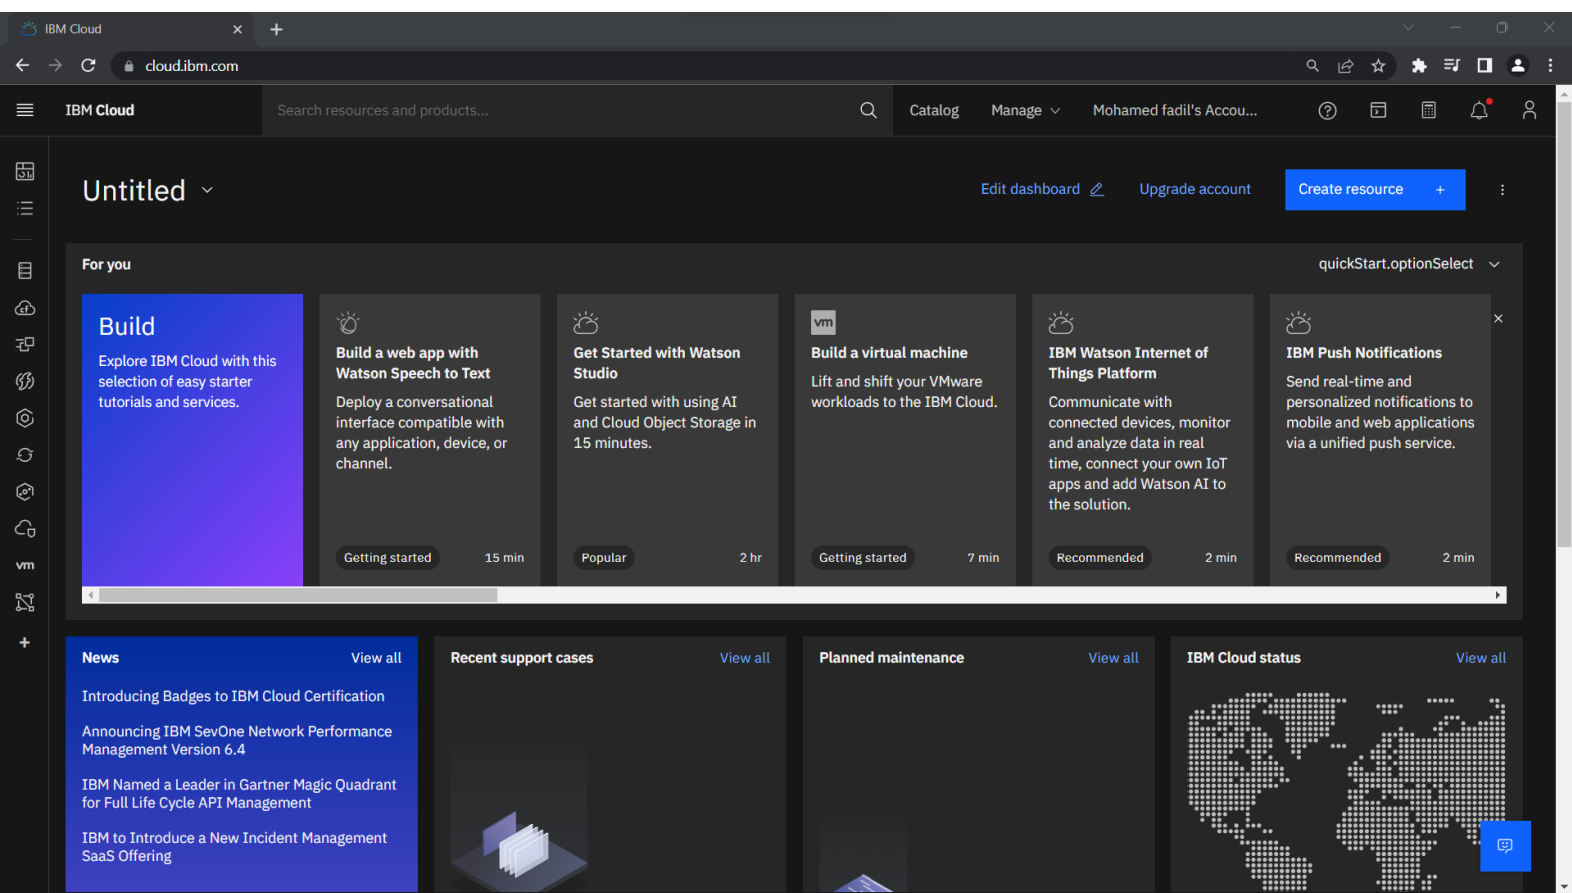 IBM Cloud
cloud.ibm.com
IBM Cloud
Search resources and products...
Catalog
Manage
Mohamed fadil's Accou...
Untitled
Edit dashboard
Upgrade account
Create resource +
For you
quickStart.optionSelect
Build
Explore IBM Cloud with this
selection of easy starter
tutorials and services.
Build a web app with
Watson Speech to Text
Deploy a conversational
interface compatible with
any application, device, or
channel.
Getting started
15 min
Get Started with Watson
Studio
Get started with using AI
and Cloud Object Storage in
15 minutes.
Popular
2 hr
vm
Build a virtual machine
Lift and shift your VMware
workloads to the IBM Cloud.
Getting started
7 min
IBM Watson Internet of
Things Platform
Communicate with
connected devices, monitor
and analyze data in real
time, connect your own IoT
apps and add Watson AI to
the solution.
Recommended
2 min
IBM Push Notifications
Send real-time and
personalized notifications to
mobile and web applications
via a unified push service.
Recommended
2 min
cf
vm
News
View all
Introducing Badges to IBM Cloud Certification
Announcing IBM SevOne Network Performance
Management Version 6.4
IBM Named a Leader in Gartner Magic Quadrant
for Full Life Cycle API Management
IBM to Introduce a New Incident Management
SaaS Offering
Recent support cases
View all
Planned maintenance
View all
IBM Cloud status
View all